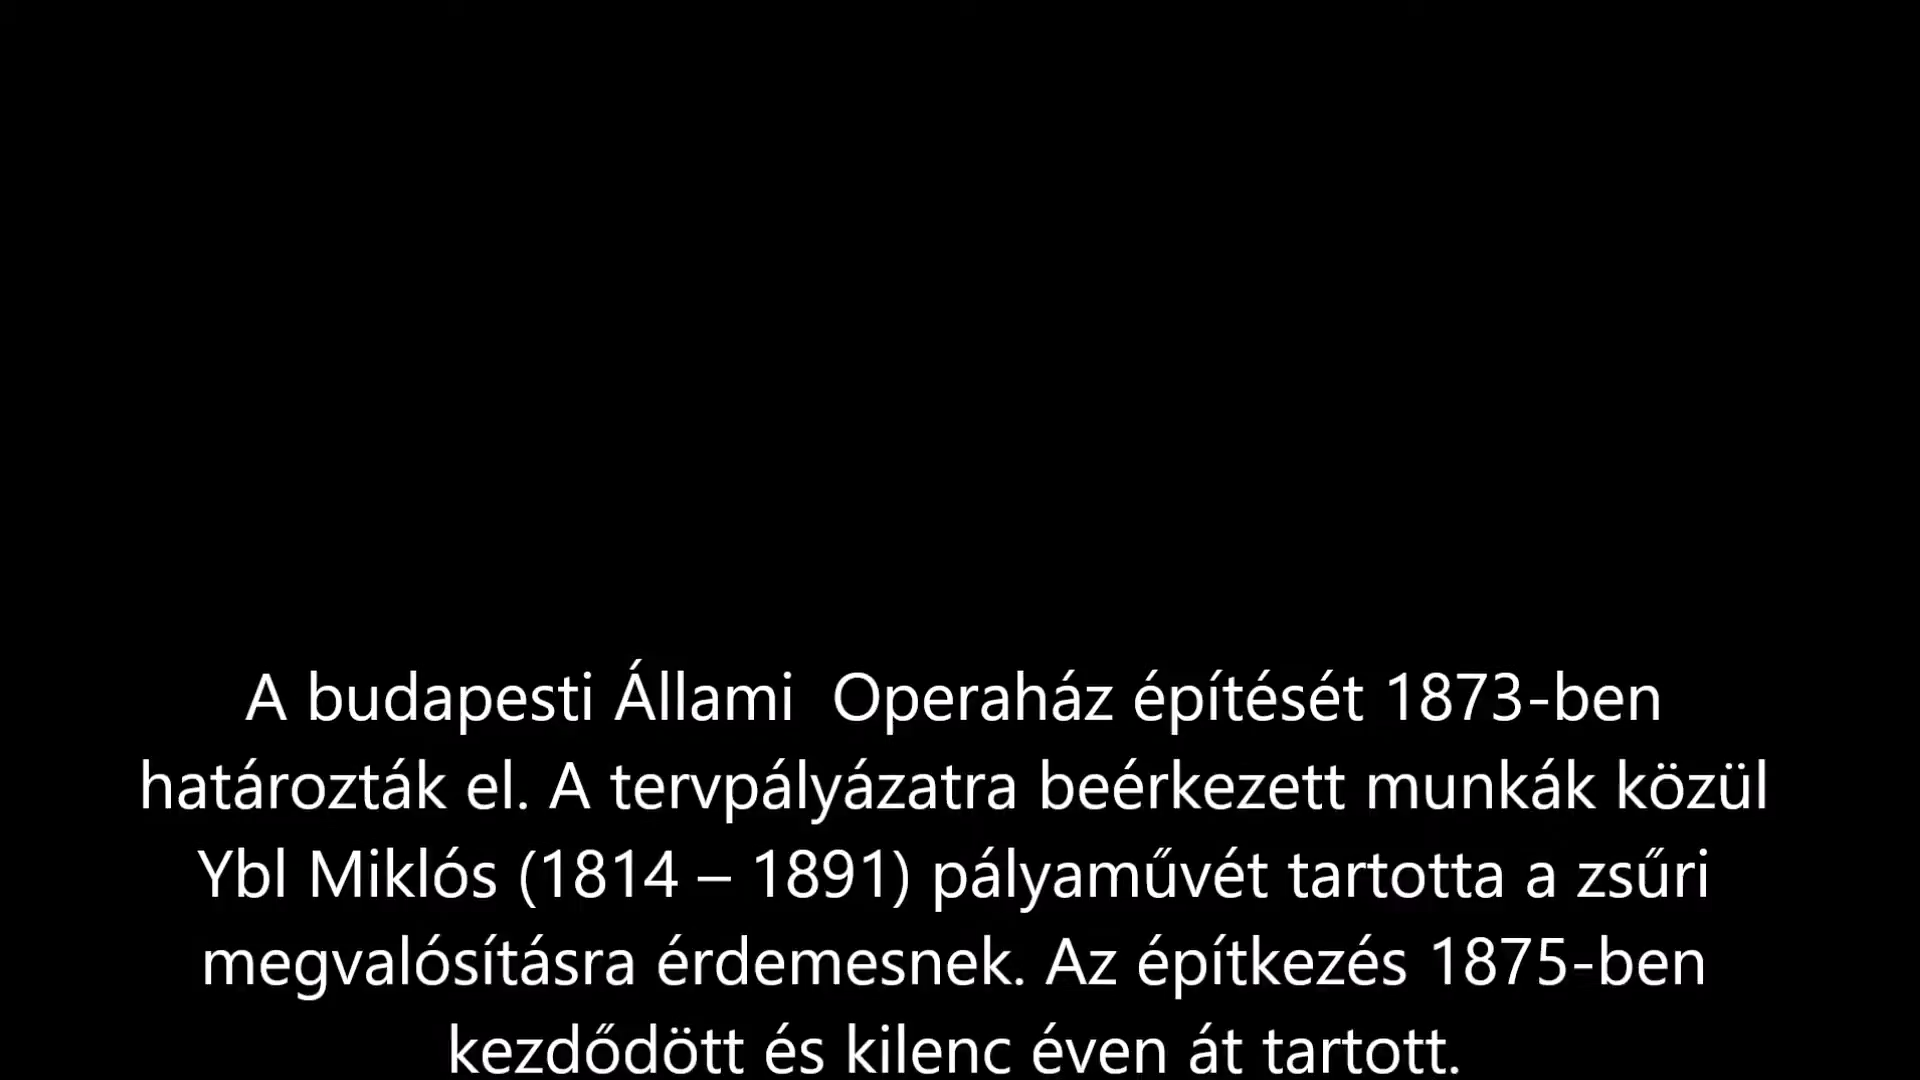 A budapesti Állami  Operaház építését 1873-ben
határozták el. A tervpályázatra beérkezett munkák közül
Ybl Miklós (1814 – 1891) pályaművét tartotta a zsűri
megvalósításra érdemesnek. Az építkezés 1875-ben
kezdődött és kilenc éven át tartott.